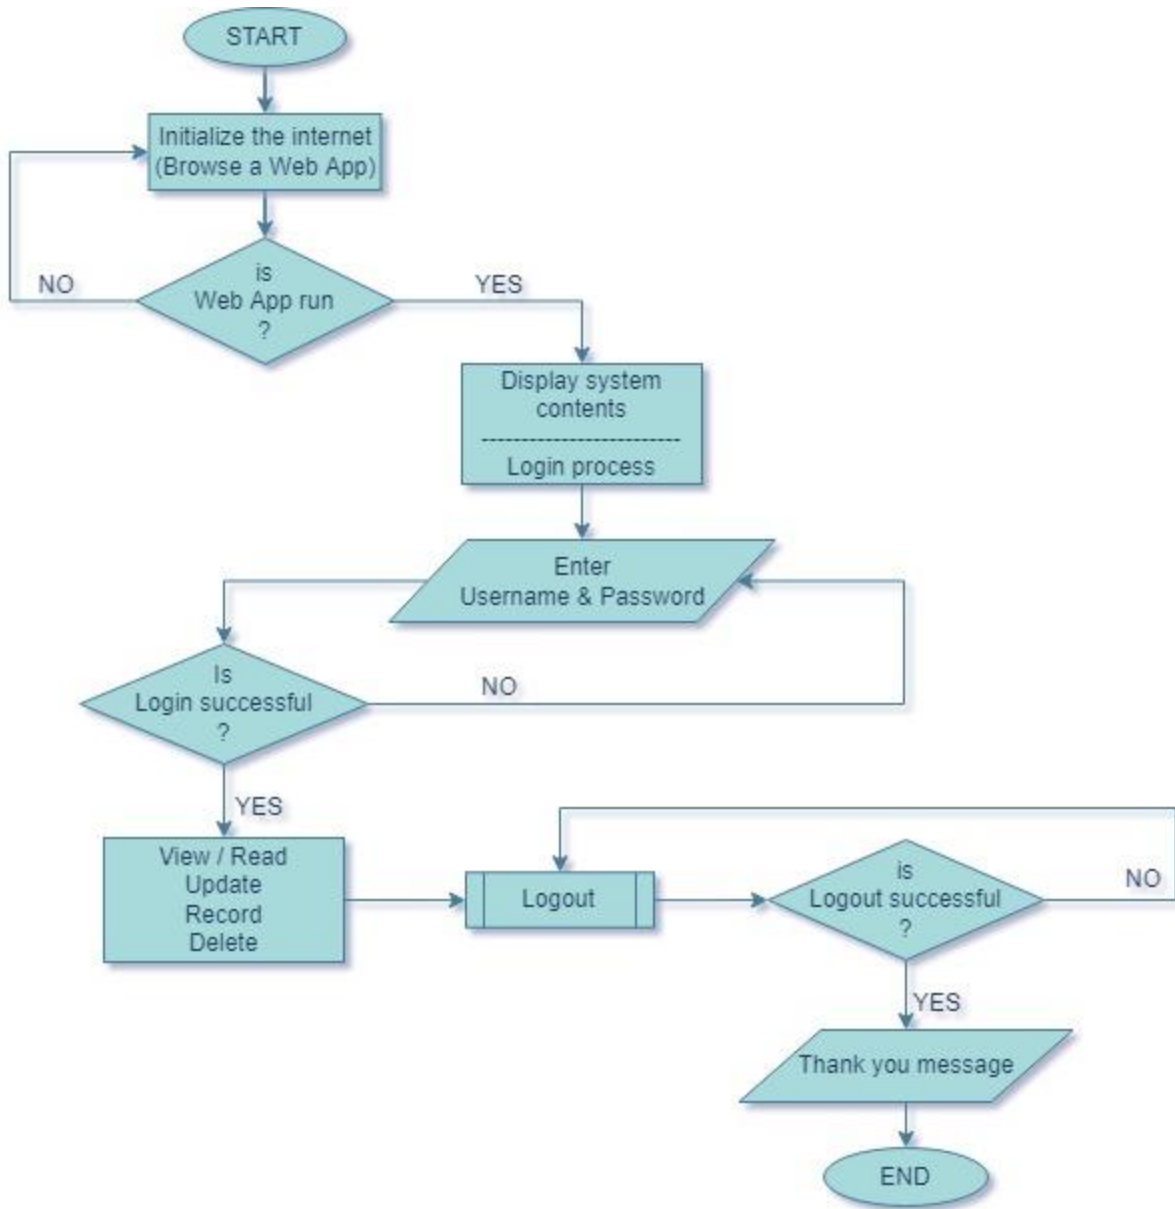 START
Initialize the internet
(Browse a Web App)
is
Web App run
?
NO
YES
Display system
contents
-------------------------
Login process
Enter
Username & Password
Is
Login successful
?
NO
YES
View / Read
Update
Record
Delete
Logout
is
Logout successful
?
NO
YES
Thank you message
END